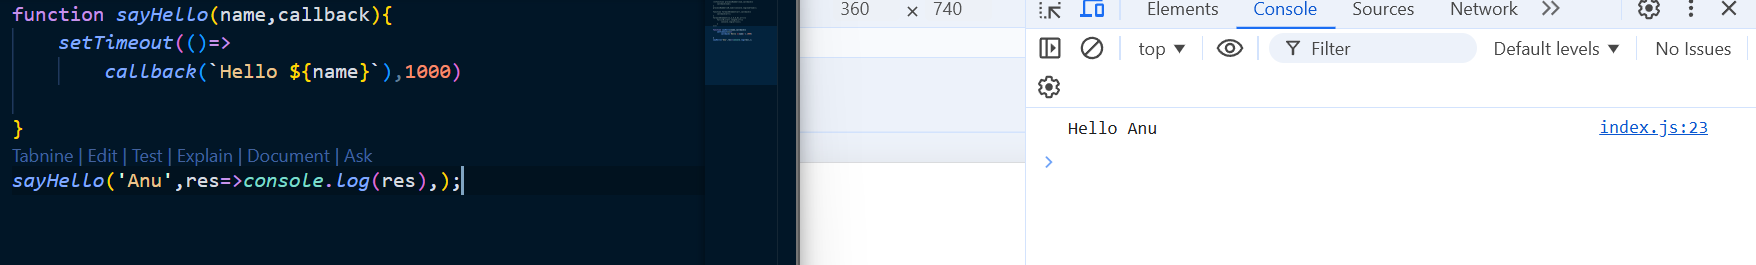 function sayHello(name,callback){
setTimeout(()=>
callback(`Hello ${name}`),1000)
}
Tabnine | Edit | Test | Explain | Document | Ask
sayHello('Anu',res=>console.log(res),);
360 × 740
Elements Console Sources Network
top Filter Default levels No Issues
Hello Anu index.js:23